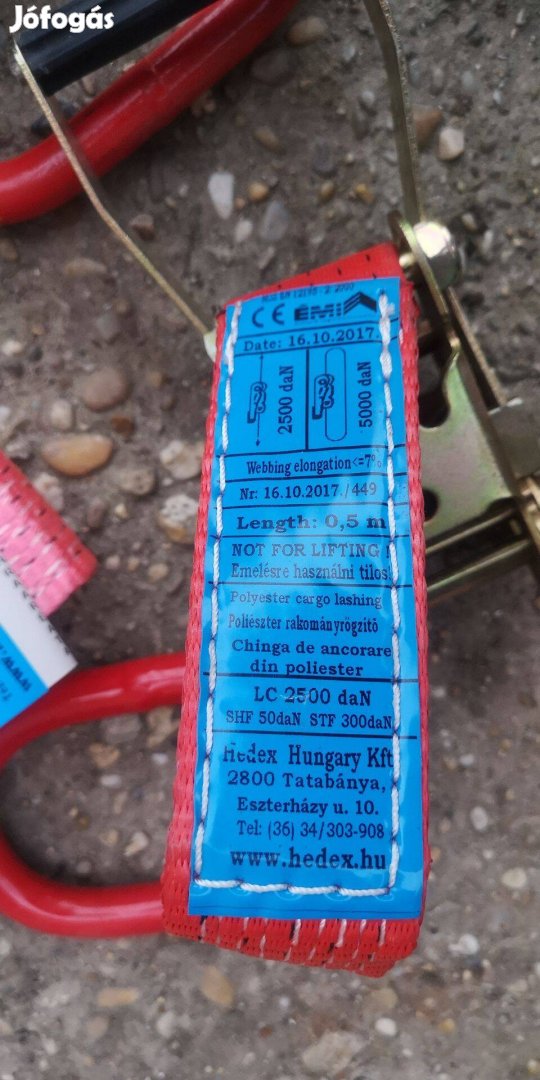 Jófogás
CE ÉMI
Date: 16.10.2017.
2500 daN
5000 daN
Webbing elongation<=7%
Nr: 16.10.2017./449
Length: 0,5 m
NOT FOR LIFTING !
Emelésre használni tilos!
Polyester cargo lashing
Poliészter rakományrögzítő
Chinga de ancorare
din poliester
LC 2500 daN
SHF 50daN STF 300daN
Hedex Hungary Kft
2800 Tatabánya,
Eszterházy u. 10.
Tel: (36) 34/303-908
www.hedex.hu